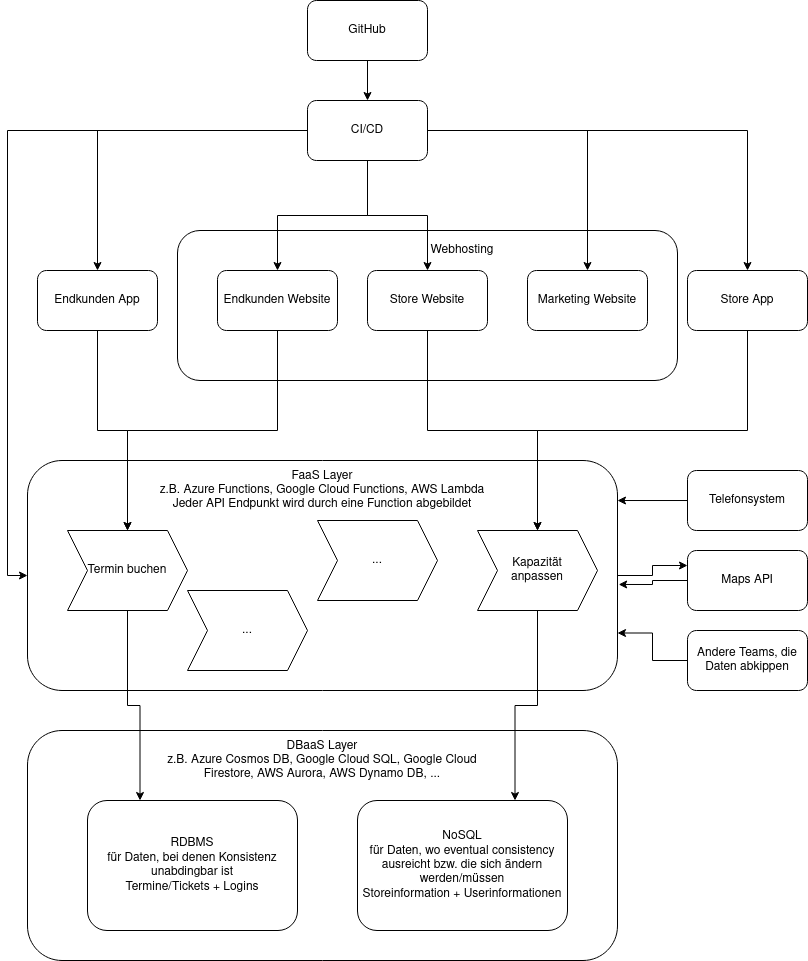 GitHub
CI/CD
Webhosting
Endkunden App
Endkunden Website
Store Website
Marketing Website
Store App
FaaS Layer
z.B. Azure Functions, Google Cloud Functions, AWS Lambda
Jeder API Endpunkt wird durch eine Function abgebildet
Telefonsystem
Termin buchen
...
...
Kapazität
anpassen
Maps API
Andere Teams, die
Daten abkippen
DBaaS Layer
z.B. Azure Cosmos DB, Google Cloud SQL, Google Cloud
Firestore, AWS Aurora, AWS Dynamo DB, ...
RDBMS
für Daten, bei denen Konsistenz
unabdingbar ist
Termine/Tickets + Logins
NoSQL
für Daten, wo eventual consistency
ausreicht bzw. die sich ändern
werden/müssen
Storeinformation + Userinformationen